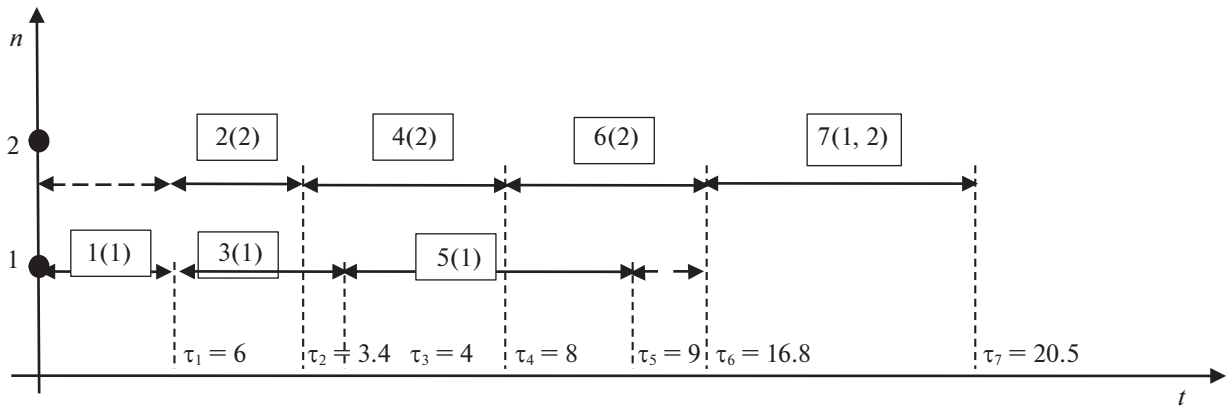 n
2(2) 4(2) 6(2) 7(1, 2)
2
1(1) 3(1) 5(1)
1
τ₁ = 6 τ₂ = 3.4 τ₃ = 4 τ₄ = 8 τ₅ = 9 τ₆ = 16.8 τ₇ = 20.5
t